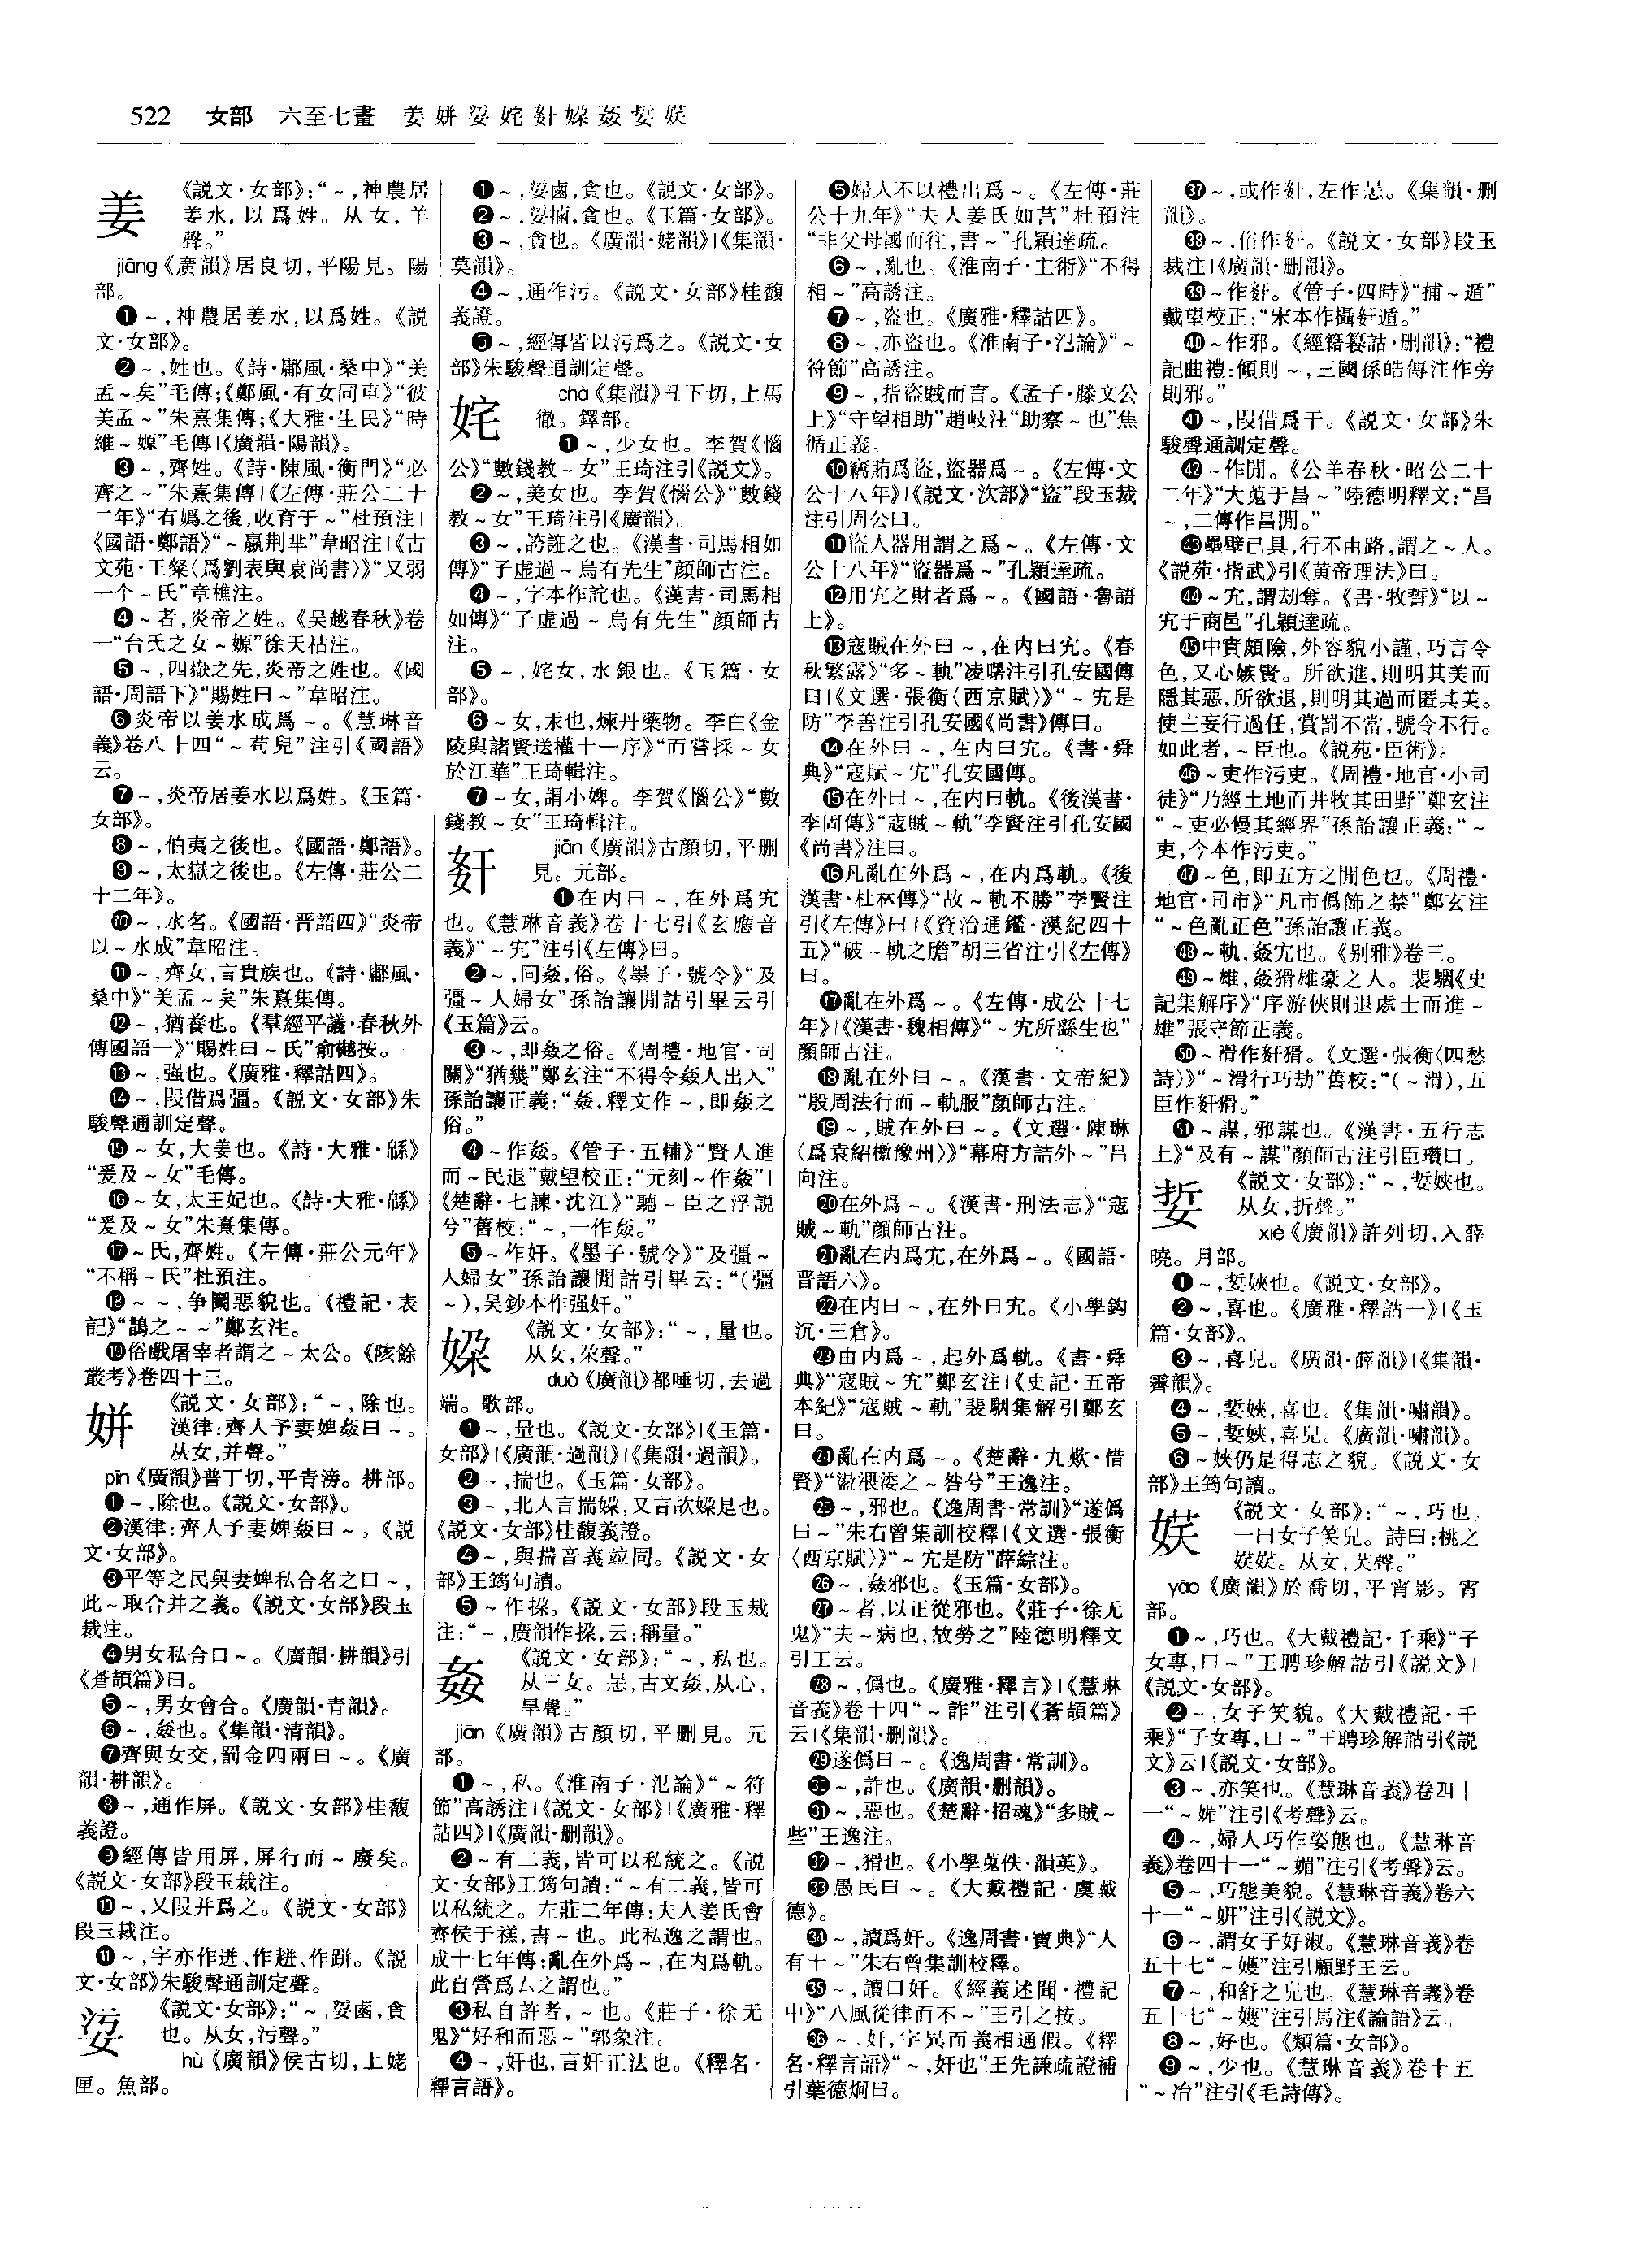 522 女部 六至七畫 姜姘洿姹奸媣姦娎娱
姜
《説文·女部》：“～，神農居
姜水，以爲姓。从女，羊
聲。”
jiāng《廣韻》居良切，平陽見。陽
部。
❶～，神農居姜水，以爲姓。《説
文·女部》。
❷～，姓也。《詩·鄘風·桑中》“美
孟～矣”毛傳；《鄭風·有女同車》“彼
美孟～”朱熹集傳；《大雅·生民》“時
維～嫄”毛傳|《廣韻·陽韻》。
❸～，齊姓。《詩·陳風·衡門》“必
齊之～”朱熹集傳|《左傳·莊公二十
二年》“有嬀之後，收育于～”杜預注|
《國語·鄭語》“～嬴荆芈”韋昭注|《古
文苑·王粲〈爲劉表與袁尚書〉》“又弱
一个～氏”章樵注。
❹～者，炎帝之姓。《吴越春秋》卷
一“台氏之女～嫄”徐天祜注。
❺～，四嶽之先，炎帝之姓也。《國
語·周語下》“賜姓曰～”韋昭注。
❻炎帝以姜水成爲～。《慧琳音
義》卷八十四“～苟兒”注引《國語》
云。
❼～，炎帝居姜水以爲姓。《玉篇·
女部》。
❽～，伯夷之後也。《國語·鄭語》。
❾～，太嶽之後也。《左傳·莊公二
十二年》。
❿～，水名。《國語·晋語四》“炎帝
以～水成”韋昭注。
⓫～，齊女，言貴族也。《詩·鄘風·
桑中》“美孟～矣”朱熹集傳。
⓬～，猶養也。《羣經平議·春秋外
傳國語一》“賜姓曰～氏”俞樾按。
⓭～，强也。《廣雅·釋詁四》。
⓮～，叚借爲彊。《説文·女部》朱
駿聲通訓定聲。
⓯～女，大姜也。《詩·大雅·緜》
“爰及～女”毛傳。
⓰～女，太王妃也。《詩·大雅·緜》
“爰及～女”朱熹集傳。
⓱～氏，齊姓。《左傳·莊公元年》
“不稱～氏”杜預注。
⓲～～，争鬭惡貌也。《禮記·表
記》“鵲之～～”鄭玄注。
⓳俗戲屠宰者謂之～太公。《陔餘
叢考》卷四十三。
姘
《説文·女部》：“～，除也。
漢律：齊人予妻婢姦曰～。
从女，并聲。”
pīn《廣韻》普丁切，平青滂。耕部。
❶～，除也。《説文·女部》。
❷漢律：齊人予妻婢姦曰～。《説
文·女部》。
❸平等之民與妻婢私合名之曰～，
此～取合并之義。《説文·女部》段玉
裁注。
❹男女私合曰～。《廣韻·耕韻》引
《蒼頡篇》曰。
❺～，男女會合。《廣韻·青韻》。
❻～，姦也。《集韻·清韻》。
❼齊與女交，罰金四兩曰～。《廣
韻·耕韻》。
❽～，通作屏。《説文·女部》桂馥
義證。
❾經傳皆用屏，屏行而～廢矣。
《説文·女部》段玉裁注。
❿～，又叚并爲之。《説文·女部》
段玉裁注。
⓫～，字亦作迸、作趀、作跰。《説
文·女部》朱駿聲通訓定聲。
洿
《説文·女部》：“～，洿鹵，貪
也。从女，污聲。”
hù《廣韻》侯古切，上姥
匣。魚部。
❶～，洿鹵，貪也。《説文·女部》。
❷～，洿㨴，貪也。《玉篇·女部》。
❸～，貪也。《廣韻·姥韻》|《集韻·
莫韻》。
❹～，通作污。《説文·女部》桂馥
義證。
❺～，經傳皆以污爲之。《説文·女
部》朱駿聲通訓定聲。
姹
chà《集韻》丑下切，上馬
徹。鐸部。
❶～，少女也。李賀《惱
公》“數錢教～女”王琦注引《説文》。
❷～，美女也。李賀《惱公》“數錢
教～女”王琦注引《廣韻》。
❸～，誇誑之也。《漢書·司馬相如
傳》“子虚過～烏有先生”顔師古注。
❹～，字本作詫也。《漢書·司馬相
如傳》“子虚過～烏有先生”顔師古
注。
❺～，姹女，水銀也。《玉篇·女
部》。
❻～女，汞也，煉丹藥物。李白《金
陵與諸賢送權十一序》“而嘗採～女
於江華”王琦輯注。
❼～女，謂小婢。李賀《惱公》“數
錢教～女”王琦輯注。
姧
jiān《廣韻》古顔切，平删
見。元部。
❶在内曰～，在外爲宄
也。《慧琳音義》卷十七引《玄應音
義》“～宄”注引《左傳》曰。
❷～，同姦，俗。《墨子·號令》“及
彊～人婦女”孫詒讓閒詁引畢云引
《玉篇》云。
❸～，即姦之俗。《周禮·地官·司
關》“猶幾”鄭玄注“不得令姦人出入”
孫詒讓正義：“姦，釋文作～，即姦之
俗。”
❹～作姦。《管子·五輔》“賢人進
而～民退”戴望校正：“元刻～作姦”|
《楚辭·七諫·沈江》“聽～臣之浮説
兮”舊校：“～，一作姦。”
❺～作奸。《墨子·號令》“及彊～
人婦女”孫詒讓閒詁引畢云：“（彊
～），吴鈔本作强奸。”
媣
《説文·女部》：“～，量也。
从女，朵聲。”
duò《廣韻》都唾切，去過
端。歌部。
❶～，量也。《説文·女部》|《玉篇·
女部》|《廣韻·過韻》|《集韻·過韻》。
❷～，揣也。《玉篇·女部》。
❸～，北人言揣媣，又言㪁媣是也。
《説文·女部》桂馥義證。
❹～，與揣音義竝同。《説文·女
部》王筠句讀。
❺～作挅。《説文·女部》段玉裁
注：“～，廣韻作挅，云：稱量。”
姦
《説文·女部》：“～，私也。
从三女。悬，古文姦，从心，
旱聲。”
jiān《廣韻》古顔切，平删見。元
部。
❶～，私。《淮南子·氾論》“～符
節”高誘注|《説文·女部》|《廣雅·釋
詁四》|《廣韻·删韻》。
❷～有二義，皆可以私統之。《説
文·女部》王筠句讀：“～有二義，皆可
以私統之。左莊二年傳：夫人姜氏會
齊侯于禚，書～也。此私逸之謂也。
成十七年傳：亂在外爲～，在内爲軌。
此自營爲厶之謂也。”
❸私自許者，～也。《莊子·徐无
鬼》“好和而惡～”郭象注。
❹～，奸也，言奸正法也。《釋名·
釋言語》。
❺婦人不以禮出爲～。《左傳·莊
公十九年》“夫人姜氏如莒”杜預注
“非父母國而往，書～”孔穎達疏。
❻～，亂也。《淮南子·主術》“不得
相～”高誘注。
❼～，盗也。《廣雅·釋詁四》。
❽～，亦盗也。《淮南子·氾論》“～
符節”高誘注。
❾～，指盗賊而言。《孟子·滕文公
上》“守望相助”趙岐注“助察～也”焦
循正義。
❿竊賄爲盗，盗器爲～。《左傳·文
公十八年》|《説文·㳄部》“盜”段玉裁
注引周公曰。
⓫盗人器用謂之爲～。《左傳·文
公十八年》“盗器爲～”孔穎達疏。
⓬用宄之財者爲～。《國語·魯語
上》。
⓭寇賊在外曰～，在内曰宄。《春
秋繁露》“多～軌”凌曙注引孔安國傳
曰|《文選·張衡〈西京賦〉》“～宄是
防”李善注引孔安國《尚書》傳曰。
⓮在外曰～，在内曰宄。《書·舜
典》“寇賊～宄”孔安國傳。
⓯在外曰～，在内曰軌。《後漢書·
李固傳》“寇賊～軌”李賢注引孔安國
《尚書》注曰。
⓰凡亂在外爲～，在内爲軌。《後
漢書·杜林傳》“故～軌不勝”李賢注
引《左傳》曰|《資治通鑑·漢紀四十
五》“破～軌之膽”胡三省注引《左傳》
曰。
⓱亂在外爲～。《左傳·成公十七
年》|《漢書·魏相傳》“～宄所繇生也”
顔師古注。
⓲亂在外曰～。《漢書·文帝紀》
“殷周法行而～軌服”顔師古注。
⓳～，賊在外曰～。《文選·陳琳
〈爲袁紹檄豫州〉》“幕府方詰外～”吕
向注。
⓴在外爲～。《漢書·刑法志》“寇
賊～軌”顔師古注。
㉑亂在内爲宄，在外爲～。《國語·
晋語六》。
㉒在内曰～，在外曰宄。《小學鈎
沉·三倉》。
㉓由内爲～，起外爲軌。《書·舜
典》“寇賊～宄”鄭玄注|《史記·五帝
本紀》“寇賊～軌”裴駰集解引鄭玄
曰。
㉔亂在内爲～。《楚辭·九歎·惜
賢》“盪渨涹之～咎兮”王逸注。
㉕～，邪也。《逸周書·常訓》“遂僞
曰～”朱右曾集訓校釋|《文選·張衡
〈西京賦〉》“～宄是防”薛綜注。
㉖～，姦邪也。《玉篇·女部》。
㉗～者，以正從邪也。《莊子·徐无
鬼》“夫～病也，故勞之”陸德明釋文
引王云。
㉘～，僞也。《廣雅·釋言》|《慧琳
音義》卷十四“～詐”注引《蒼頡篇》
云|《集韻·删韻》。
㉙遂僞曰～。《逸周書·常訓》。
㉚～，詐也。《廣韻·删韻》。
㉛～，惡也。《楚辭·招魂》“多賊～
些”王逸注。
㉜～，猾也。《小學蒐佚·韻英》。
㉝愚民曰～。《大戴禮記·虞戴
德》。
㉞～，讀爲奸。《逸周書·寶典》“人
有十～”朱右曾集訓校釋。
㉟～，讀曰奸。《經義述聞·禮記
中》“八風從律而不～”王引之按。
㊱～、奸，字異而義相通假。《釋
名·釋言語》“～，奸也”王先謙疏證補
引葉德炯曰。
㊲～，或作姧，左作悬。《集韻·删
韻》。
㊳～，俗作姧。《説文·女部》段玉
裁注|《廣韻·删韻》。
㊴～作姧。《管子·四時》“捕～遁”
戴望校正：“宋本作攝姧遁。”
㊵～作邪。《經籍籑詁·删韻》：“禮
記曲禮：傾則～，三國孫皓傳注作旁
則邪。”
㊶～，叚借爲干。《説文·女部》朱
駿聲通訓定聲。
㊷～作閒。《公羊春秋·昭公二十
二年》“大蒐于昌～”陸德明釋文：“昌
～，二傳作昌閒。”
㊸壘壁已具，行不由路，謂之～人。
《説苑·指武》引《黄帝理法》曰。
㊹～宄，謂劫奪。《書·牧誓》“以～
宄于商邑”孔穎達疏。
㊺中實頗險，外容貌小謹，巧言令
色，又心嫉賢。所欲進，則明其美而
隱其惡，所欲退，則明其過而匿其美。
使主妄行過任，賞罰不當，號令不行。
如此者，～臣也。《説苑·臣術》。
㊻～吏作污吏。《周禮·地官·小司
徒》“乃經土地而井牧其田野”鄭玄注
“～吏必慢其經界”孫詒讓正義：“～
吏，今本作污吏。”
㊼～色，即五方之閒色也。《周禮·
地官·司市》“凡市僞飾之禁”鄭玄注
“～色亂正色”孫詒讓正義。
㊽～軌，姦宄也。《别雅》卷三。
㊾～雄，姦猾雄豪之人。裴駰《史
記集解序》“序游俠則退處士而進～
雄”張守節正義。
㊿～滑作姧猾。《文選·張衡〈四愁
詩〉》“～滑行巧劫”舊校：“（～滑），五
臣作姧猾。”
51～謀，邪謀也。《漢書·五行志
上》“及有～謀”顔師古注引臣瓚曰。
娎
《説文·女部》：“～，娎姎也。
从女，折聲。”
xiè《廣韻》許列切，入薛
曉。月部。
❶～，娎姎也。《説文·女部》。
❷～，喜也。《廣雅·釋詁一》|《玉
篇·女部》。
❸～，喜皃。《廣韻·薛韻》|《集韻·
霽韻》。
❹～，娎姎，喜也。《集韻·嘯韻》。
❺～，娎姎，喜皃。《廣韻·嘯韻》。
❻～姎仍是得志之貌。《説文·女
部》王筠句讀。
媄
《説文·女部》：“～，巧也。
一曰女子笑皃。詩曰：桃之
媄媄。从女，芺聲。”
yāo《廣韻》於喬切，平宵影。宵
部。
❶～，巧也。《大戴禮記·千乘》“子
女專，曰～”王聘珍解詁引《説文》|
《説文·女部》。
❷～，女子笑貌。《大戴禮記·千
乘》“子女專，曰～”王聘珍解詁引《説
文》云|《説文·女部》。
❸～，亦笑也。《慧琳音義》卷四十
一“～媚”注引《考聲》云。
❹～，婦人巧作姿態也。《慧琳音
義》卷四十一“～媚”注引《考聲》云。
❺～，巧態美貌。《慧琳音義》卷六
十一“～妍”注引《説文》。
❻～，謂女子好淑。《慧琳音義》卷
五十七“～嬳”注引顧野王云。
❼～，和舒之皃也。《慧琳音義》卷
五十七“～嬳”注引馬注《論語》云。
❽～，好也。《類篇·女部》。
❾～，少也。《慧琳音義》卷十五
“～冶”注引《毛詩傳》。